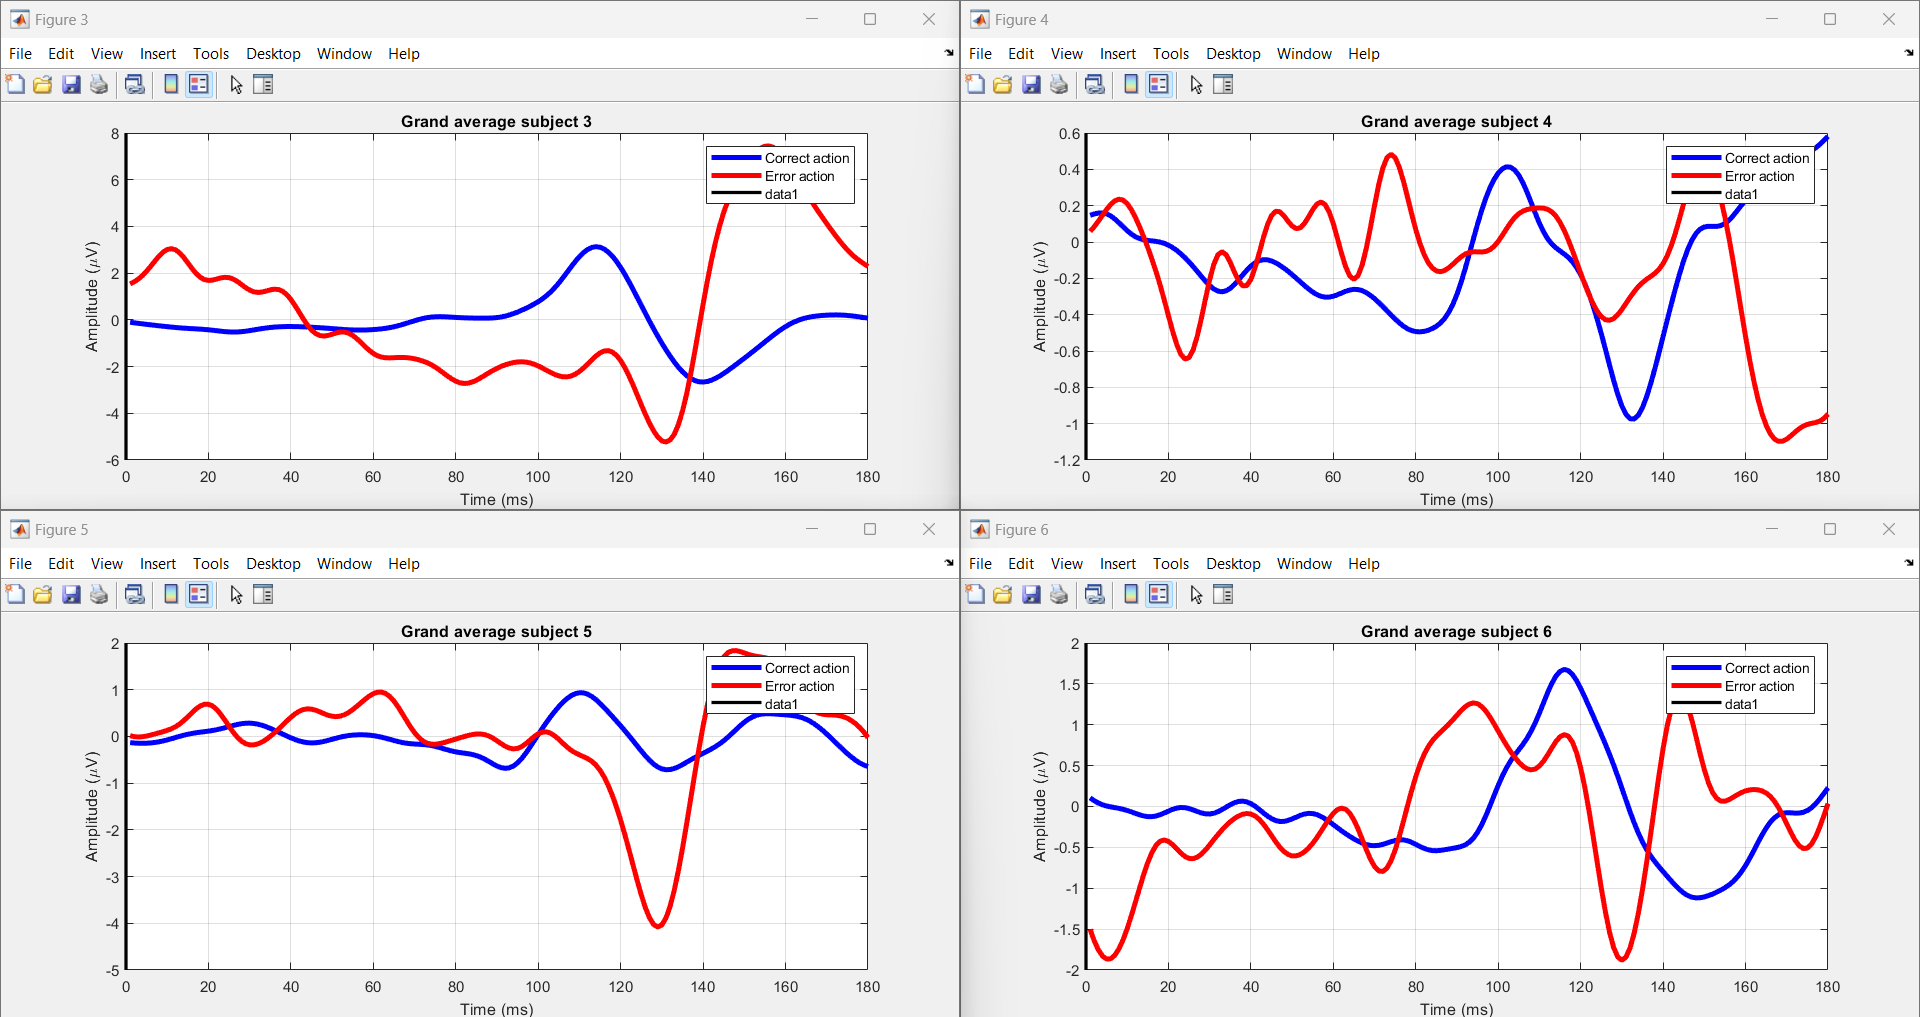 Figure 3
File Edit View Insert Tools Desktop Window Help
Grand average subject 3
Correct action
Error action
data1
8
6
4
2
0
-2
-4
-6
Amplitude (μV)
0 20 40 60 80 100 120 140 160 180
Time (ms)
Figure 4
File Edit View Insert Tools Desktop Window Help
Grand average subject 4
Correct action
Error action
data1
0.6
0.4
0.2
0
-0.2
-0.4
-0.6
-0.8
-1
-1.2
Amplitude (μV)
0 20 40 60 80 100 120 140 160 180
Time (ms)
Figure 5
File Edit View Insert Tools Desktop Window Help
Grand average subject 5
Correct action
Error action
data1
2
1
0
-1
-2
-3
-4
-5
Amplitude (μV)
0 20 40 60 80 100 120 140 160 180
Time (ms)
Figure 6
File Edit View Insert Tools Desktop Window Help
Grand average subject 6
Correct action
Error action
data1
2
1.5
1
0.5
0
-0.5
-1
-1.5
-2
Amplitude (μV)
0 20 40 60 80 100 120 140 160 180
Time (ms)